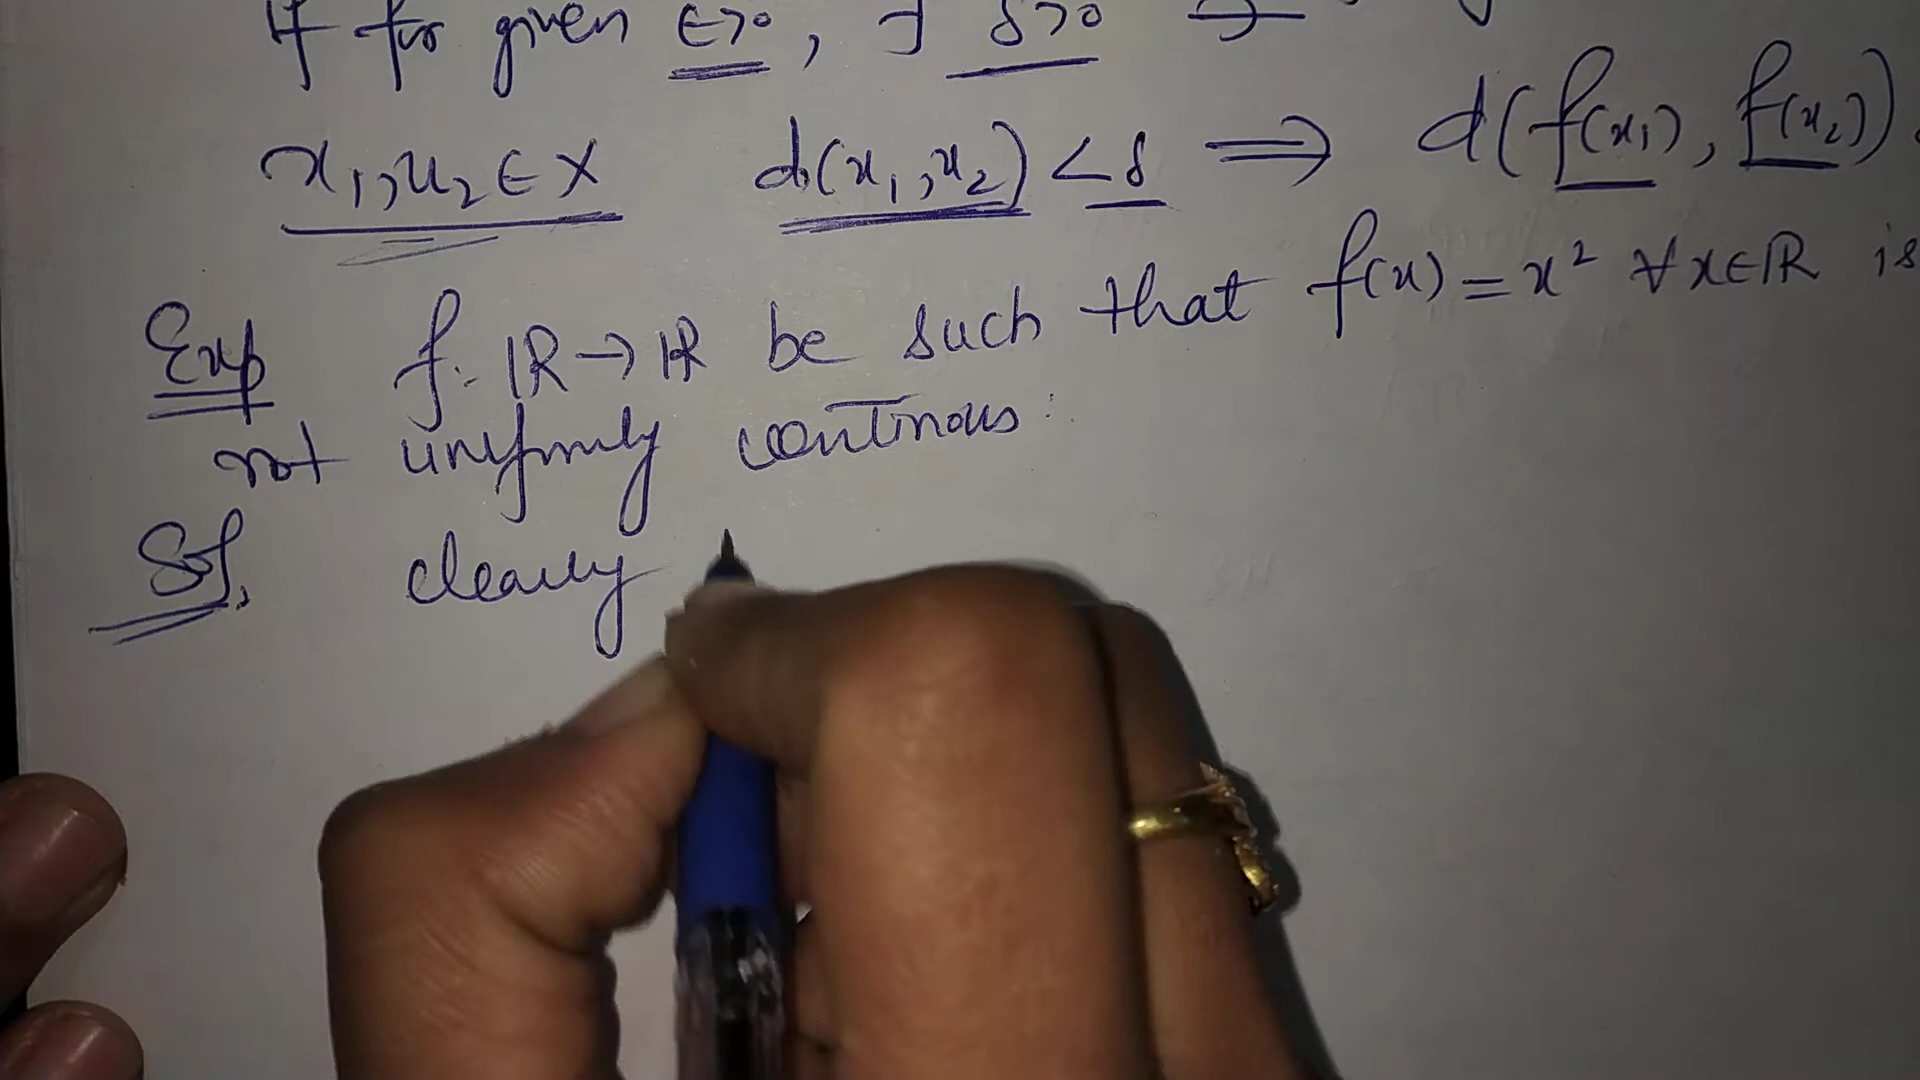 If for given ε>0, ∃ δ>0
x₁,x₂ ∈ X d(x₁,x₂) < δ ⟹ d(f(x₁), f(x₂))
Exp f: ℝ→ℝ be such that f(x) = x² ∀x∈ℝ is
not uniformly continous:
Sol. clearly